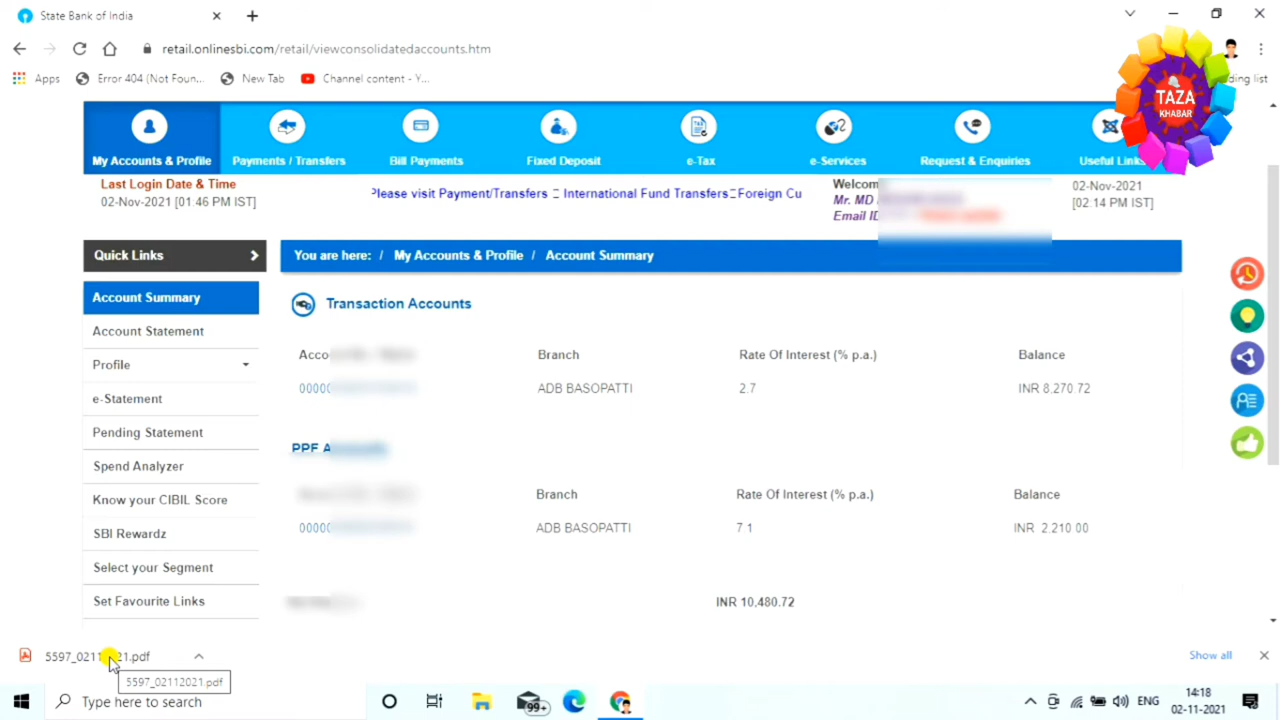 State Bank of India
retail.onlinesbi.com/retail/viewconsolidatedaccounts.htm
Apps Error 404 (Not Foun... New Tab Channel content - Y... ding list
TAZA
KHABAR
My Accounts & Profile Payments / Transfers Bill Payments Fixed Deposit e-Tax e-Services Request & Enquiries Useful Links
Last Login Date & Time
02-Nov-2021 [01:46 PM IST]
Please visit Payment/Transfers International Fund Transfers Foreign Cu
Welcom
Mr. MD
Email ID
02-Nov-2021
[02:14 PM IST]
Quick Links
You are here: / My Accounts & Profile / Account Summary
Account Summary
Account Statement
Profile
e-Statement
Pending Statement
Spend Analyzer
Know your CIBIL Score
SBI Rewardz
Select your Segment
Set Favourite Links
Transaction Accounts
Acco Branch Rate Of Interest (% p.a.) Balance
00000 ADB BASOPATTI 2.7 INR 8,270.72
PPF A
Branch Rate Of Interest (% p.a.) Balance
00000 ADB BASOPATTI 7 1 INR 2,210 00
INR 10,480.72
5597_02112021.pdf
Show all
5597_02112021.pdf
Type here to search
99+
ENG
14:18
02-11-2021